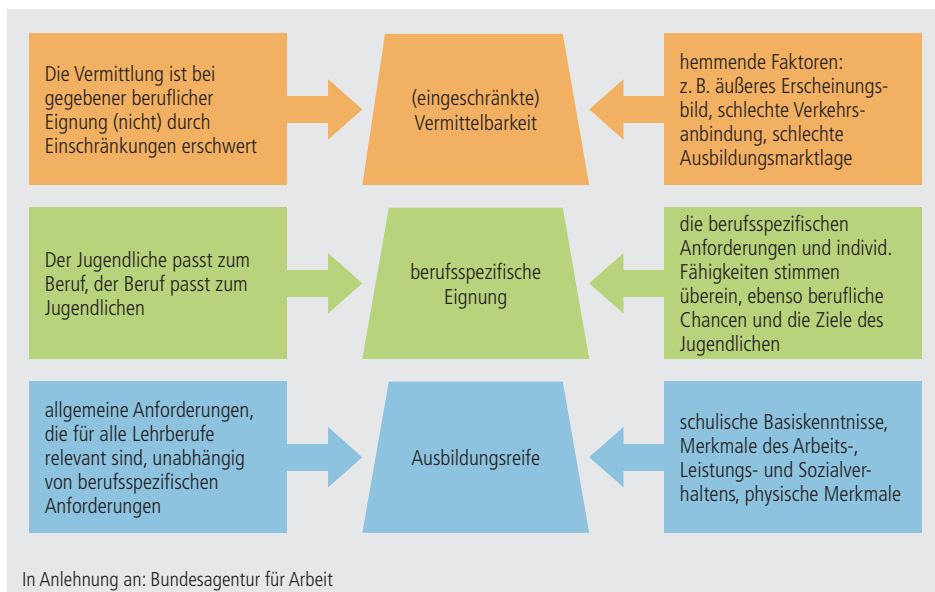 Die Vermittlung ist bei
gegebener beruflicher
Eignung (nicht) durch
Einschränkungen erschwert
(eingeschränkte)
Vermittelbarkeit
hemmende Faktoren:
z. B. äußeres Erscheinungs-
bild, schlechte Verkehrs-
anbindung, schlechte
Ausbildungsmarktlage
Der Jugendliche passt zum
Beruf, der Beruf passt zum
Jugendlichen
berufsspezifische
Eignung
die berufsspezifischen
Anforderungen und individ.
Fähigkeiten stimmen
überein, ebenso berufliche
Chancen und die Ziele des
Jugendlichen
allgemeine Anforderungen,
die für alle Lehrberufe
relevant sind, unabhängig
von berufsspezifischen
Anforderungen
Ausbildungsreife
schulische Basiskenntnisse,
Merkmale des Arbeits-,
Leistungs- und Sozialver-
haltens, physische Merkmale
In Anlehnung an: Bundesagentur für Arbeit